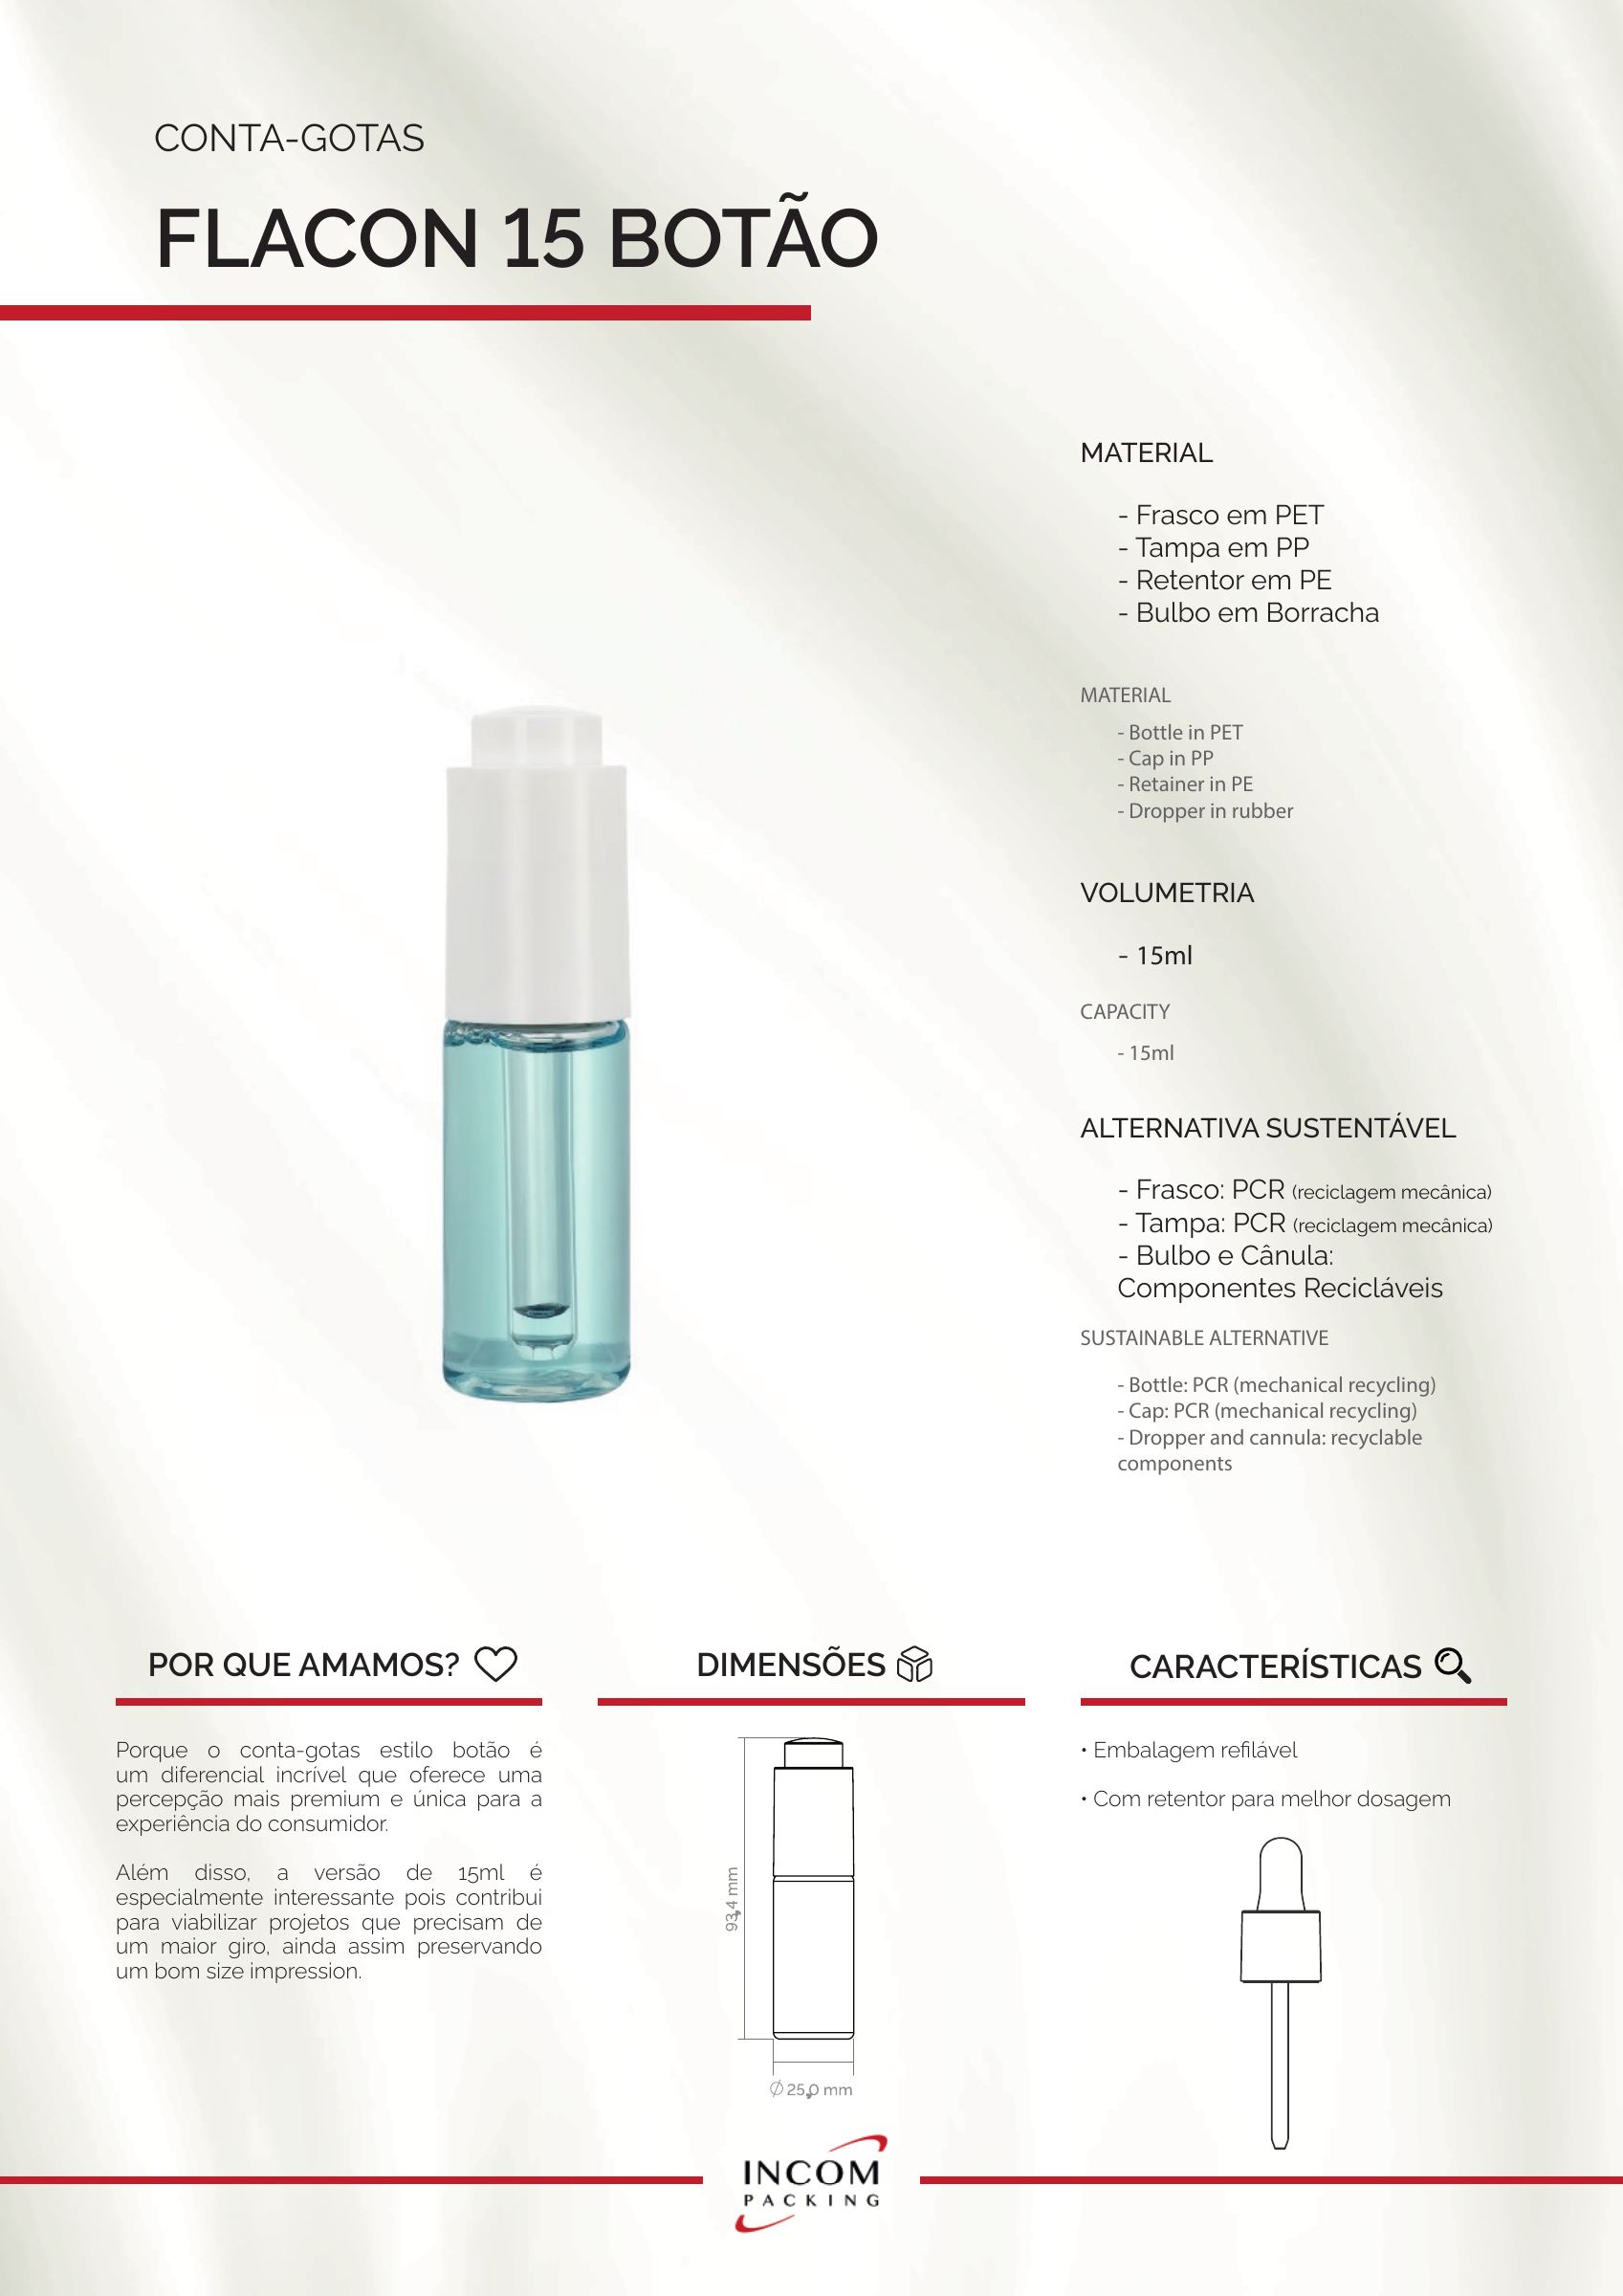 CONTA-GOTAS
FLACON 15 BOTÃO
MATERIAL
- Frasco em PET
- Tampa em PP
- Retentor em PE
- Bulbo em Borracha
MATERIAL
- Bottle in PET
- Cap in PP
- Retainer in PE
- Dropper in rubber
VOLUMETRIA
- 15ml
CAPACITY
- 15ml
ALTERNATIVA SUSTENTÁVEL
- Frasco: PCR (reciclagem mecânica)
- Tampa: PCR (reciclagem mecânica)
- Bulbo e Cânula:
Componentes Recicláveis
SUSTAINABLE ALTERNATIVE
- Bottle: PCR (mechanical recycling)
- Cap: PCR (mechanical recycling)
- Dropper and cannula: recyclable
components
POR QUE AMAMOS?
Porque o conta-gotas estilo botão é
um diferencial incrível que oferece uma
percepção mais premium e única para a
experiência do consumidor.
Além disso, a versão de 15ml é
especialmente interessante pois contribui
para viabilizar projetos que precisam de
um maior giro, ainda assim preservando
um bom size impression.
DIMENSÕES
93,4 mm
Ø 25,0 mm
CARACTERÍSTICAS
• Embalagem refilável
• Com retentor para melhor dosagem
INCOM
PACKING